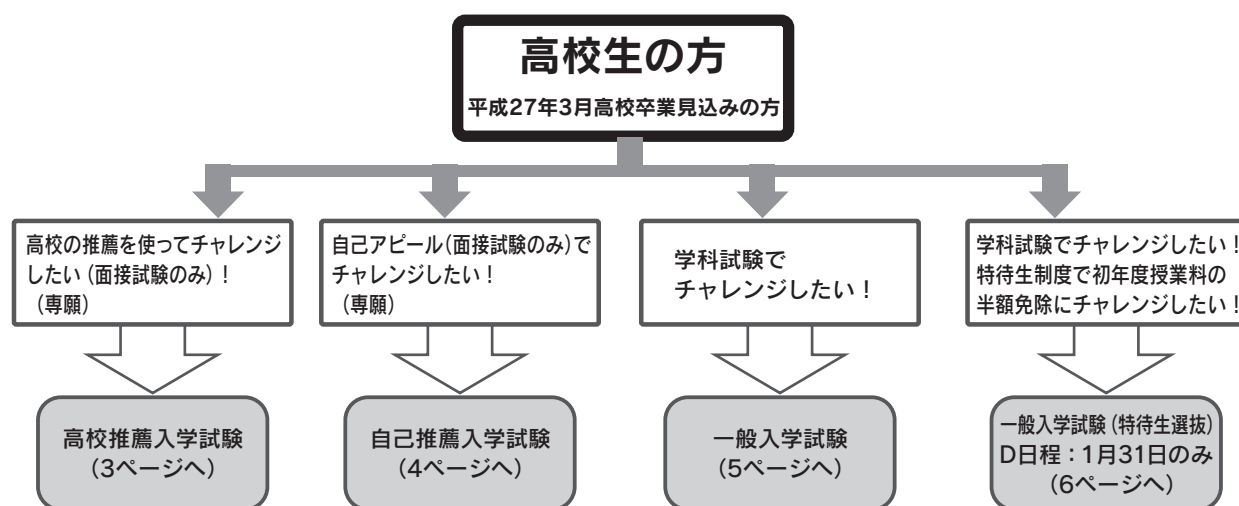 高校生の方
平成27年3月高校卒業見込みの方
高校の推薦を使ってチャレンジ
したい(面接試験のみ)!
(専願)
自己アピール(面接試験のみ)で
チャレンジしたい!
(専願)
学科試験で
チャレンジしたい!
学科試験でチャレンジしたい!
特待生制度で初年度授業料の
半額免除にチャレンジしたい!
高校推薦入学試験
(3ページへ)
自己推薦入学試験
(4ページへ)
一般入学試験
(5ページへ)
一般入学試験(特待生選抜)
D日程:1月31日のみ
(6ページへ)